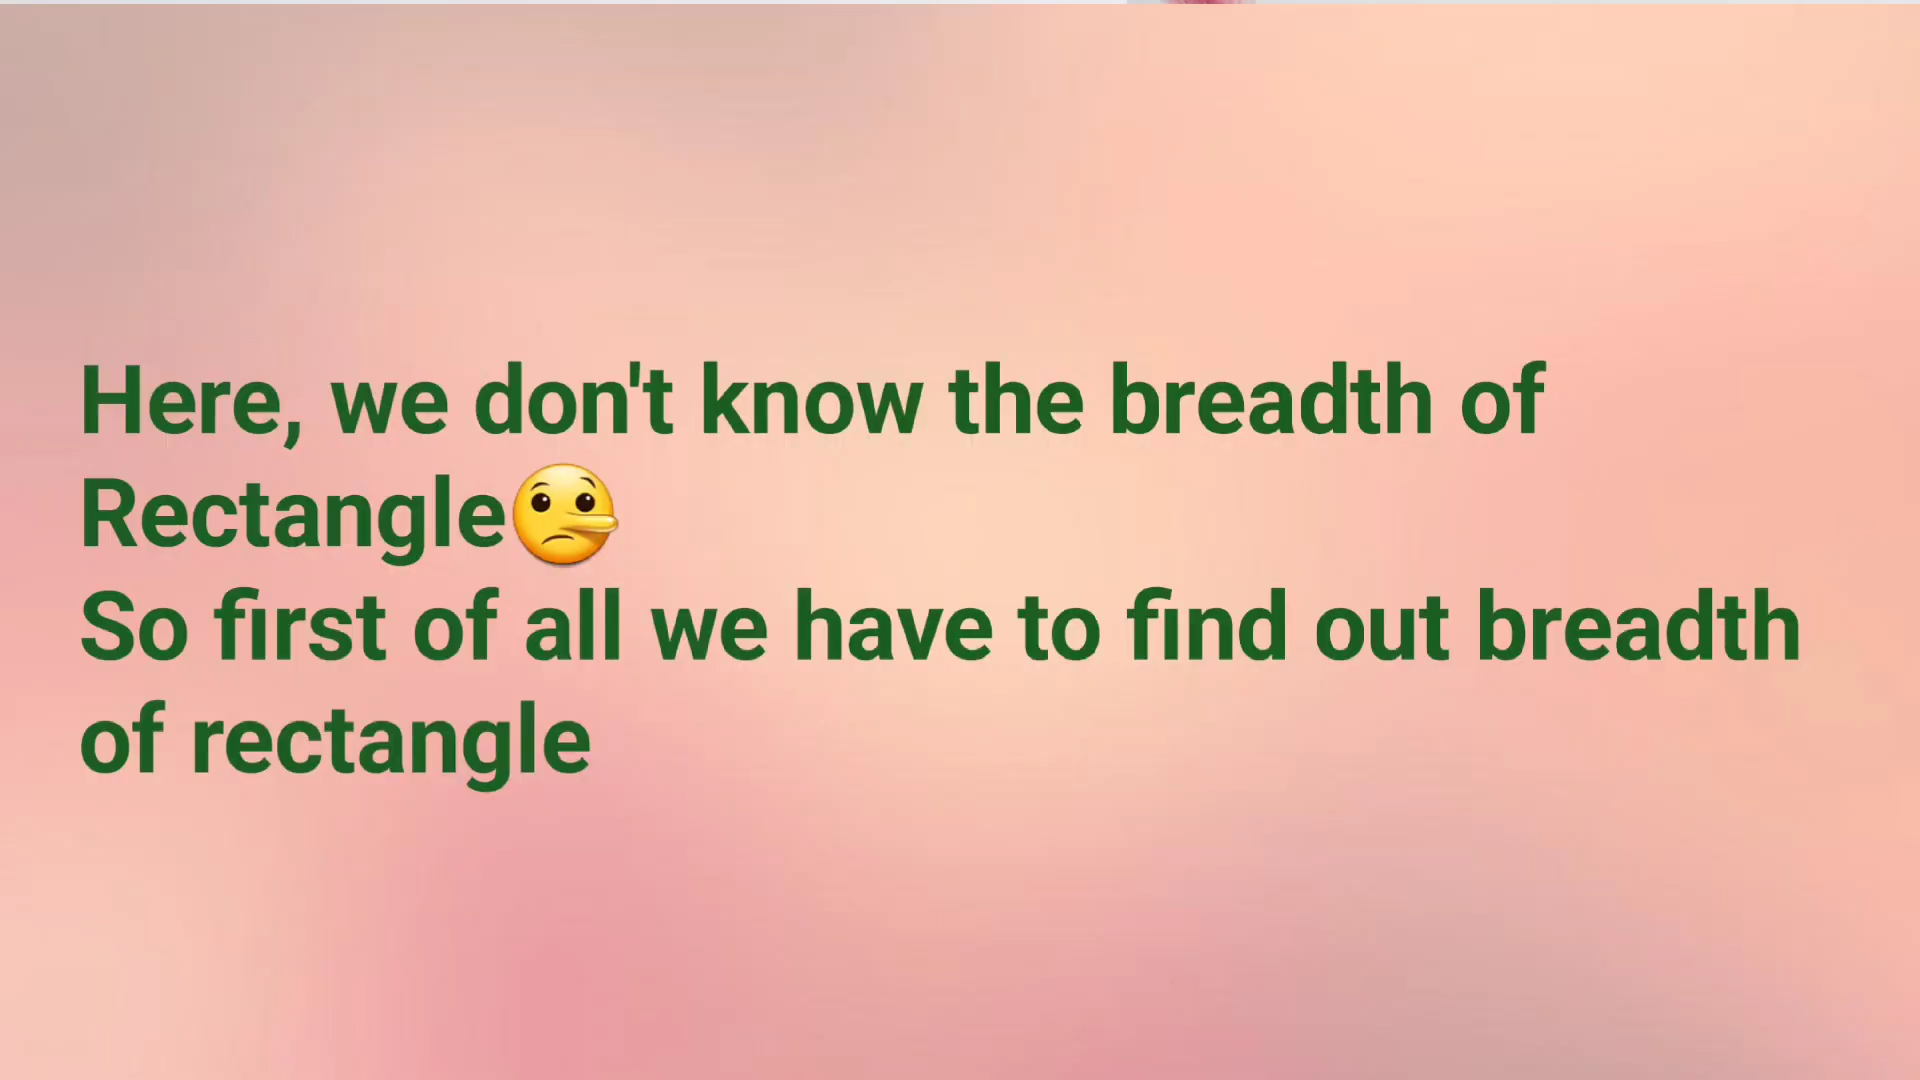 Here, we don't know the breadth of
Rectangle🤥
So first of all we have to find out breadth
of rectangle